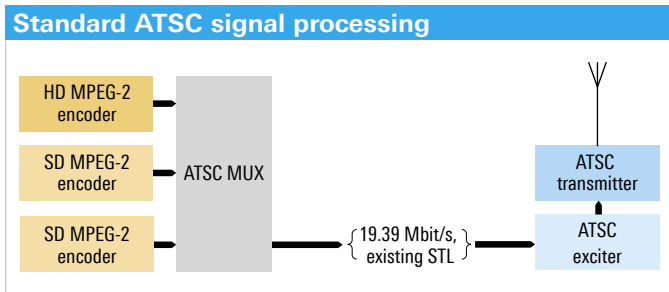 Standard ATSC signal processing
HD MPEG-2
encoder
SD MPEG-2
encoder
SD MPEG-2
encoder
ATSC MUX
19.39 Mbit/s,
existing STL
ATSC
transmitter
ATSC
exciter